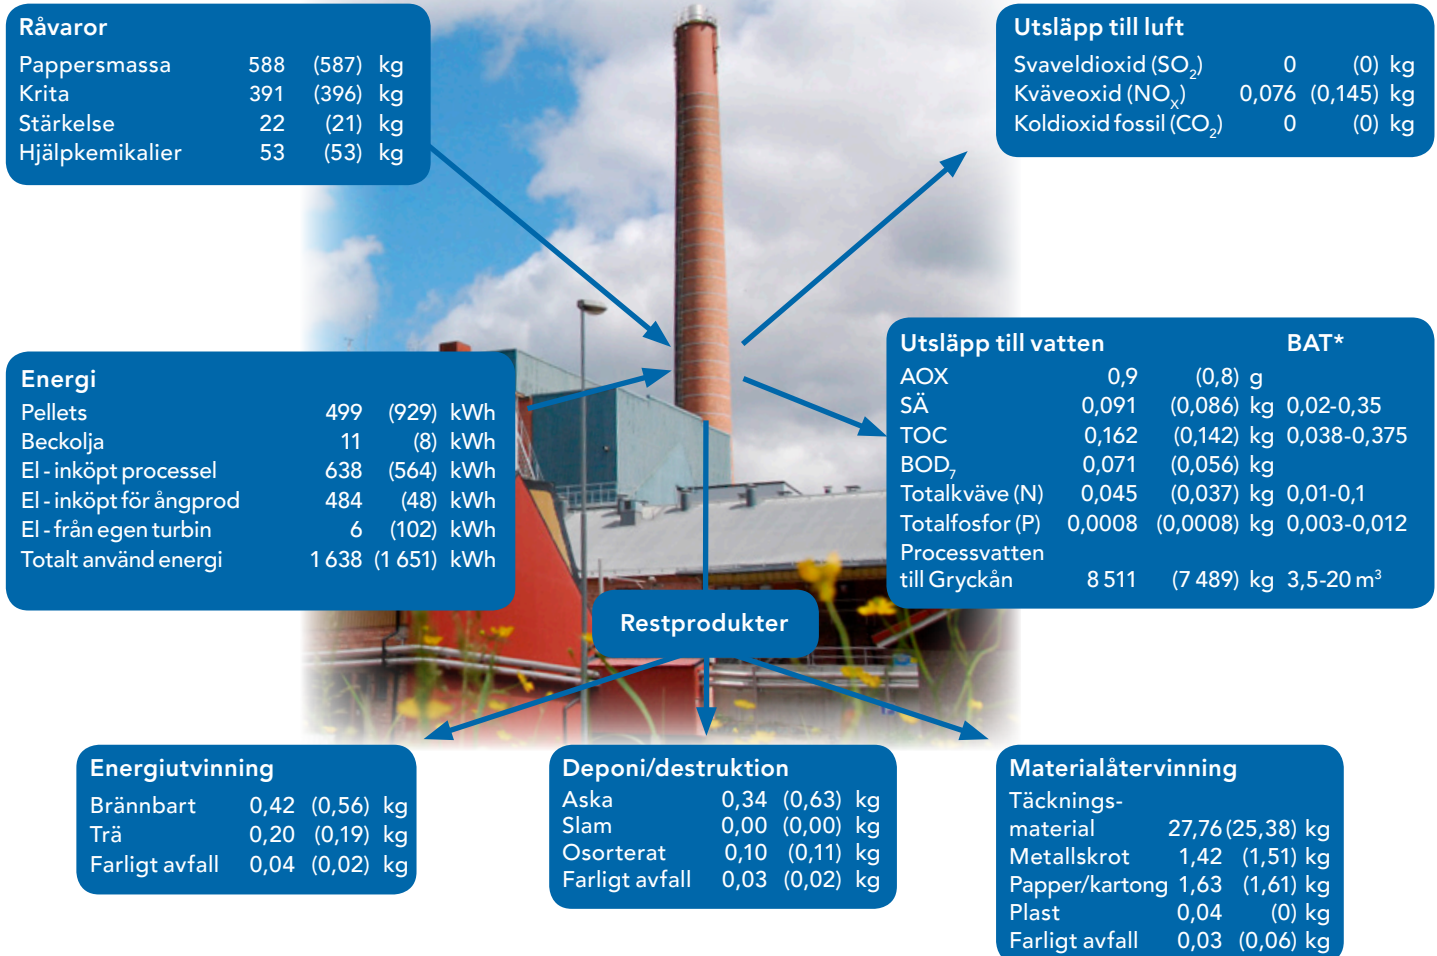 Råvaror
Pappersmassa 588 (587) kg
Krita 391 (396) kg
Stärkelse 22 (21) kg
Hjälpkemikalier 53 (53) kg
Utsläpp till luft
Svaveldioxid (SO₂) 0 (0) kg
Kväveoxid (NOₓ) 0,076 (0,145) kg
Koldioxid fossil (CO₂) 0 (0) kg
Energi
Pellets 499 (929) kWh
Beckolja 11 (8) kWh
El - inköpt processel 638 (564) kWh
El - inköpt för ångprod 484 (48) kWh
El - från egen turbin 6 (102) kWh
Totalt använd energi 1 638 (1 651) kWh
Utsläpp till vatten BAT*
AOX 0,9 (0,8) g
SÄ 0,091 (0,086) kg 0,02-0,35
TOC 0,162 (0,142) kg 0,038-0,375
BOD₇ 0,071 (0,056) kg
Totalkväve (N) 0,045 (0,037) kg 0,01-0,1
Totalfosfor (P) 0,0008 (0,0008) kg 0,003-0,012
Processvatten
till Gryckån 8 511 (7 489) kg 3,5-20 m³
Restprodukter
Energiutvinning
Brännbart 0,42 (0,56) kg
Trä 0,20 (0,19) kg
Farligt avfall 0,04 (0,02) kg
Deponi/destruktion
Aska 0,34 (0,63) kg
Slam 0,00 (0,00) kg
Osorterat 0,10 (0,11) kg
Farligt avfall 0,03 (0,02) kg
Materialåtervinning
Täcknings-
material 27,76 (25,38) kg
Metallskrot 1,42 (1,51) kg
Papper/kartong 1,63 (1,61) kg
Plast 0,04 (0) kg
Farligt avfall 0,03 (0,06) kg